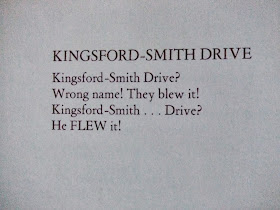 KINGSFORD-SMITH DRIVE
Kingsford-Smith Drive?
Wrong name! They blew it!
Kingsford-Smith . . . Drive?
He FLEW it!